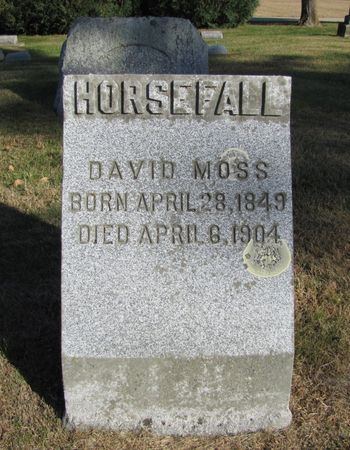 HORSEFALL
DAVID MOSS
BORN APRIL 28, 1849
DIED APRIL 6, 1904